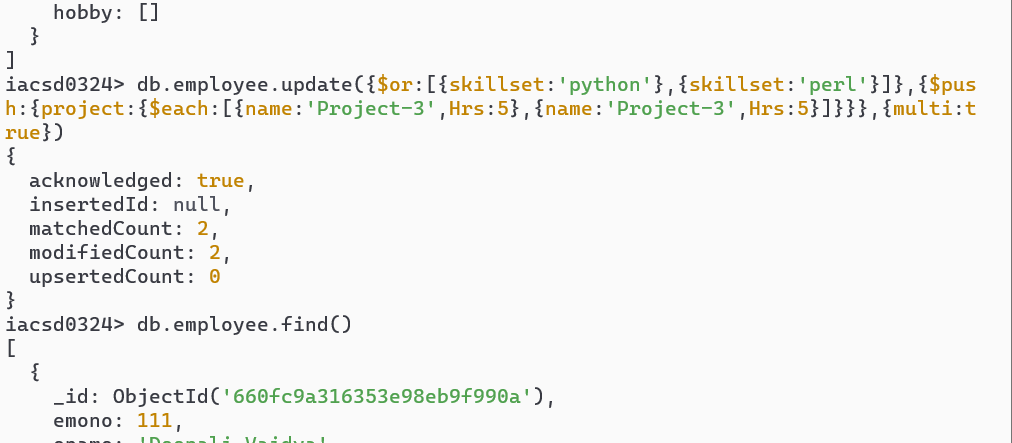 hobby: []
}
]
iacsd0324> db.employee.update({$or:[{skillset:'python'},{skillset:'perl'}]},{$pus
h:{project:{$each:[{name:'Project-3',Hrs:5},{name:'Project-3',Hrs:5}]}}},{multi:t
rue})
{
acknowledged: true,
insertedId: null,
matchedCount: 2,
modifiedCount: 2,
upsertedCount: 0
}
iacsd0324> db.employee.find()
[
{
_id: ObjectId('660fc9a316353e98eb9f990a'),
emono: 111,